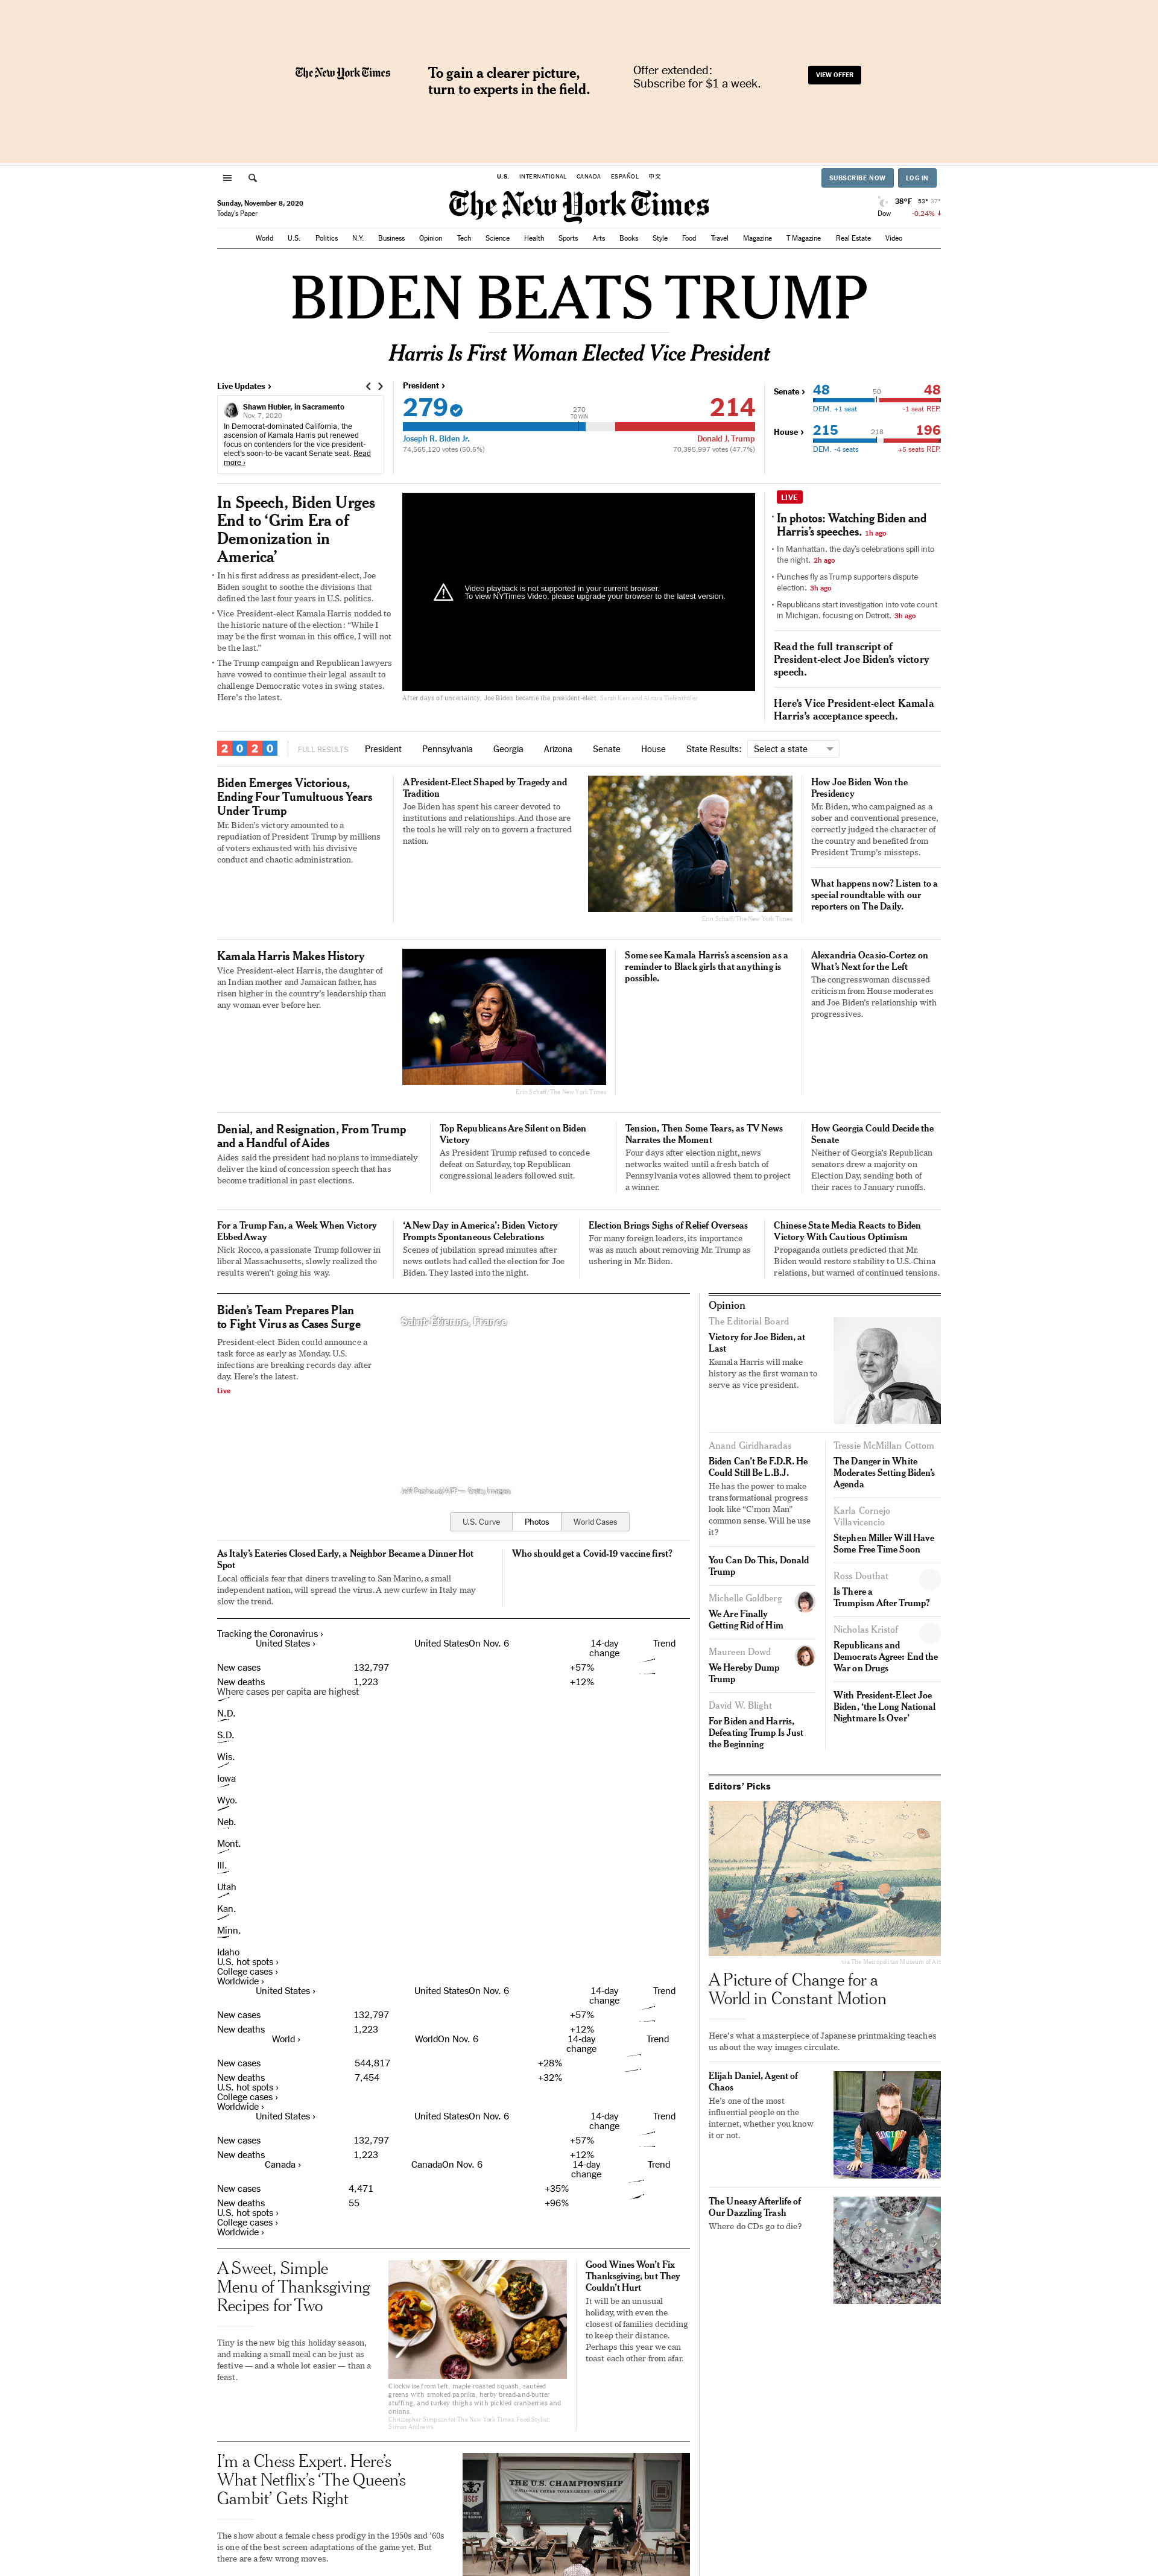 The New York Times
To gain a clearer picture,
turn to experts in the field.
Offer extended:
Subscribe for $1 a week.
VIEW OFFER
U.S. INTERNATIONAL CANADA ESPAÑOL 中文
SUBSCRIBE NOW LOG IN
Sunday, November 8, 2020
Today's Paper
The New York Times
38°F 53° 37°
Dow -0.24% ↓
World U.S. Politics N.Y. Business Opinion Tech Science Health Sports Arts Books Style Food Travel Magazine T Magazine Real Estate Video
BIDEN BEATS TRUMP
Harris Is First Woman Elected Vice President
Live Updates ›
Shawn Hubler, in Sacramento
Nov. 7, 2020
In Democrat-dominated California, the
ascension of Kamala Harris put renewed
focus on contenders for the vice president-
elect's soon-to-be vacant Senate seat. Read
more ›
President ›
279 214
270
TO WIN
Joseph R. Biden Jr. Donald J. Trump
74,565,120 votes (50.5%) 70,395,997 votes (47.7%)
Senate › 48 50 48
DEM. +1 seat -1 seat REP.
House › 215 218 196
DEM. -4 seats +5 seats REP.
In Speech, Biden Urges
End to ‘Grim Era of
Demonization in
America’
In his first address as president-elect, Joe
Biden sought to soothe the divisions that
defined the last four years in U.S. politics.
Vice President-elect Kamala Harris nodded to
the historic nature of the election: “While I
may be the first woman in this office, I will not
be the last.”
The Trump campaign and Republican lawyers
have vowed to continue their legal assault to
challenge Democratic votes in swing states.
Here's the latest.
Video playback is not supported in your current browser.
To view NYTimes Video, please upgrade your browser to the latest version.
After days of uncertainty, Joe Biden became the president-elect. Sarah Kerr and Ainara Tiefenthäler
LIVE
In photos: Watching Biden and
Harris's speeches. 1h ago
In Manhattan, the day's celebrations spill into
the night. 2h ago
Punches fly as Trump supporters dispute
election. 3h ago
Republicans start investigation into vote count
in Michigan, focusing on Detroit. 3h ago
Read the full transcript of
President-elect Joe Biden's victory
speech.
Here's Vice President-elect Kamala
Harris's acceptance speech.
2020 FULL RESULTS President Pennsylvania Georgia Arizona Senate House State Results: Select a state
Biden Emerges Victorious,
Ending Four Tumultuous Years
Under Trump
Mr. Biden's victory amounted to a
repudiation of President Trump by millions
of voters exhausted with his divisive
conduct and chaotic administration.
A President-Elect Shaped by Tragedy and
Tradition
Joe Biden has spent his career devoted to
institutions and relationships. And those are
the tools he will rely on to govern a fractured
nation.
Erin Schaff/The New York Times
How Joe Biden Won the
Presidency
Mr. Biden, who campaigned as a
sober and conventional presence,
correctly judged the character of
the country and benefited from
President Trump's missteps.
What happens now? Listen to a
special roundtable with our
reporters on The Daily.
Kamala Harris Makes History
Vice President-elect Harris, the daughter of
an Indian mother and Jamaican father, has
risen higher in the country's leadership than
any woman ever before her.
Erin Schaff/The New York Times
Some see Kamala Harris's ascension as a
reminder to Black girls that anything is
possible.
Alexandria Ocasio-Cortez on
What's Next for the Left
The congresswoman discussed
criticism from House moderates
and Joe Biden's relationship with
progressives.
Denial, and Resignation, From Trump
and a Handful of Aides
Aides said the president had no plans to immediately
deliver the kind of concession speech that has
become traditional in past elections.
Top Republicans Are Silent on Biden
Victory
As President Trump refused to concede
defeat on Saturday, top Republican
congressional leaders followed suit.
Tension, Then Some Tears, as TV News
Narrates the Moment
Four days after election night, news
networks waited until a fresh batch of
Pennsylvania votes allowed them to project
a winner.
How Georgia Could Decide the
Senate
Neither of Georgia's Republican
senators drew a majority on
Election Day, sending both of
their races to January runoffs.
For a Trump Fan, a Week When Victory
Ebbed Away
Nick Rocco, a passionate Trump follower in
liberal Massachusetts, slowly realized the
results weren't going his way.
‘A New Day in America’: Biden Victory
Prompts Spontaneous Celebrations
Scenes of jubilation spread minutes after
news outlets had called the election for Joe
Biden. They lasted into the night.
Election Brings Sighs of Relief Overseas
For many foreign leaders, its importance
was as much about removing Mr. Trump as
ushering in Mr. Biden.
Chinese State Media Reacts to Biden
Victory With Cautious Optimism
Propaganda outlets predicted that Mr.
Biden would restore stability to U.S.-China
relations, but warned of continued tensions.
Biden's Team Prepares Plan
to Fight Virus as Cases Surge
President-elect Biden could announce a
task force as early as Monday. U.S.
infections are breaking records day after
day. Here's the latest.
Live
Saint-Étienne, France
Jeff Pachoud/AFP — Getty Images
U.S. Curve Photos World Cases
As Italy's Eateries Closed Early, a Neighbor Became a Dinner Hot
Spot
Local officials fear that diners traveling to San Marino, a small
independent nation, will spread the virus. A new curfew in Italy may
slow the trend.
Who should get a Covid-19 vaccine first?
Tracking the Coronavirus ›
United States › United StatesOn Nov. 6 14-day
change Trend
New cases 132,797 +57%
New deaths 1,223 +12%
Where cases per capita are highest
N.D.
S.D.
Wis.
Iowa
Wyo.
Neb.
Mont.
Ill.
Utah
Kan.
Minn.
Idaho
U.S. hot spots ›
College cases ›
Worldwide ›
United States › United StatesOn Nov. 6 14-day
change Trend
New cases 132,797 +57%
New deaths 1,223 +12%
World › WorldOn Nov. 6 14-day
change Trend
New cases 544,817 +28%
New deaths 7,454 +32%
U.S. hot spots ›
College cases ›
Worldwide ›
United States › United StatesOn Nov. 6 14-day
change Trend
New cases 132,797 +57%
New deaths 1,223 +12%
Canada › CanadaOn Nov. 6 14-day
change Trend
New cases 4,471 +35%
New deaths 55 +96%
U.S. hot spots ›
College cases ›
Worldwide ›
A Sweet, Simple
Menu of Thanksgiving
Recipes for Two
Tiny is the new big this holiday season,
and making a small meal can be just as
festive — and a whole lot easier — than a
feast.
Clockwise from left, maple-roasted squash, sautéed
greens with smoked paprika, herby bread-and-butter
stuffing, and turkey thighs with pickled cranberries and
onions.
Christopher Simpson for The New York Times. Food Stylist:
Simon Andrews.
Good Wines Won't Fix
Thanksgiving, but They
Couldn't Hurt
It will be an unusual
holiday, with even the
closest of families deciding
to keep their distance.
Perhaps this year we can
toast each other from afar.
I'm a Chess Expert. Here's
What Netflix's ‘The Queen's
Gambit’ Gets Right
The show about a female chess prodigy in the 1950s and '60s
is one of the best screen adaptations of the game yet. But
there are a few wrong moves.
THE U.S. CHAMPIONSHIP
USCF
Opinion
The Editorial Board
Victory for Joe Biden, at
Last
Kamala Harris will make
history as the first woman to
serve as vice president.
Anand Giridharadas
Biden Can't Be F.D.R. He
Could Still Be L.B.J.
He has the power to make
transformational progress
look like “C'mon Man”
common sense. Will he use
it?
You Can Do This, Donald
Trump
Michelle Goldberg
We Are Finally
Getting Rid of Him
Maureen Dowd
We Hereby Dump
Trump
David W. Blight
For Biden and Harris,
Defeating Trump Is Just
the Beginning
Tressie McMillan Cottom
The Danger in White
Moderates Setting Biden's
Agenda
Karla Cornejo
Villavicencio
Stephen Miller Will Have
Some Free Time Soon
Ross Douthat
Is There a
Trumpism After Trump?
Nicholas Kristof
Republicans and
Democrats Agree: End the
War on Drugs
With President-Elect Joe
Biden, ‘the Long National
Nightmare Is Over’
Editors' Picks
via The Metropolitan Museum of Art
A Picture of Change for a
World in Constant Motion
Here's what a masterpiece of Japanese printmaking teaches
us about the way images circulate.
Elijah Daniel, Agent of
Chaos
He's one of the most
influential people on the
internet, whether you know
it or not.
The Uneasy Afterlife of
Our Dazzling Trash
Where do CDs go to die?